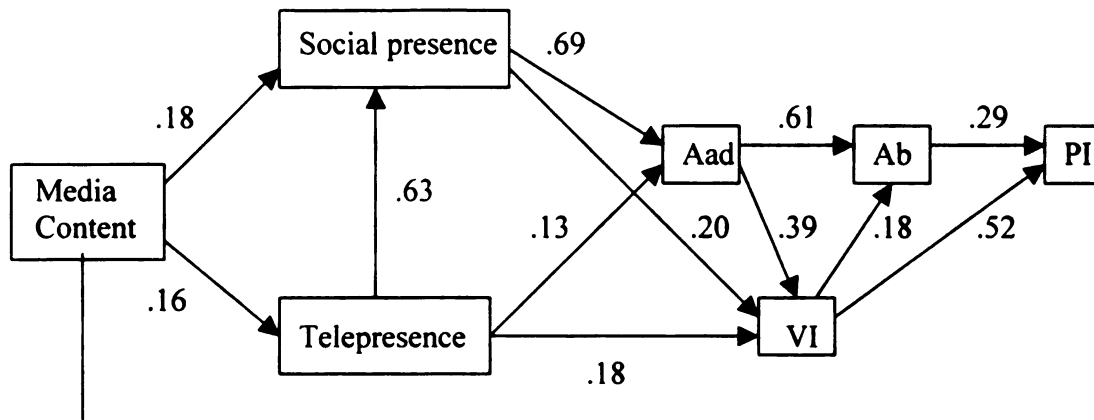 Social presence
.69
.18
.61
.29
Aad
Ab
PI
Media
Content
.63
.13
.20
.39
.18
.52
.16
Telepresence
VI
.18